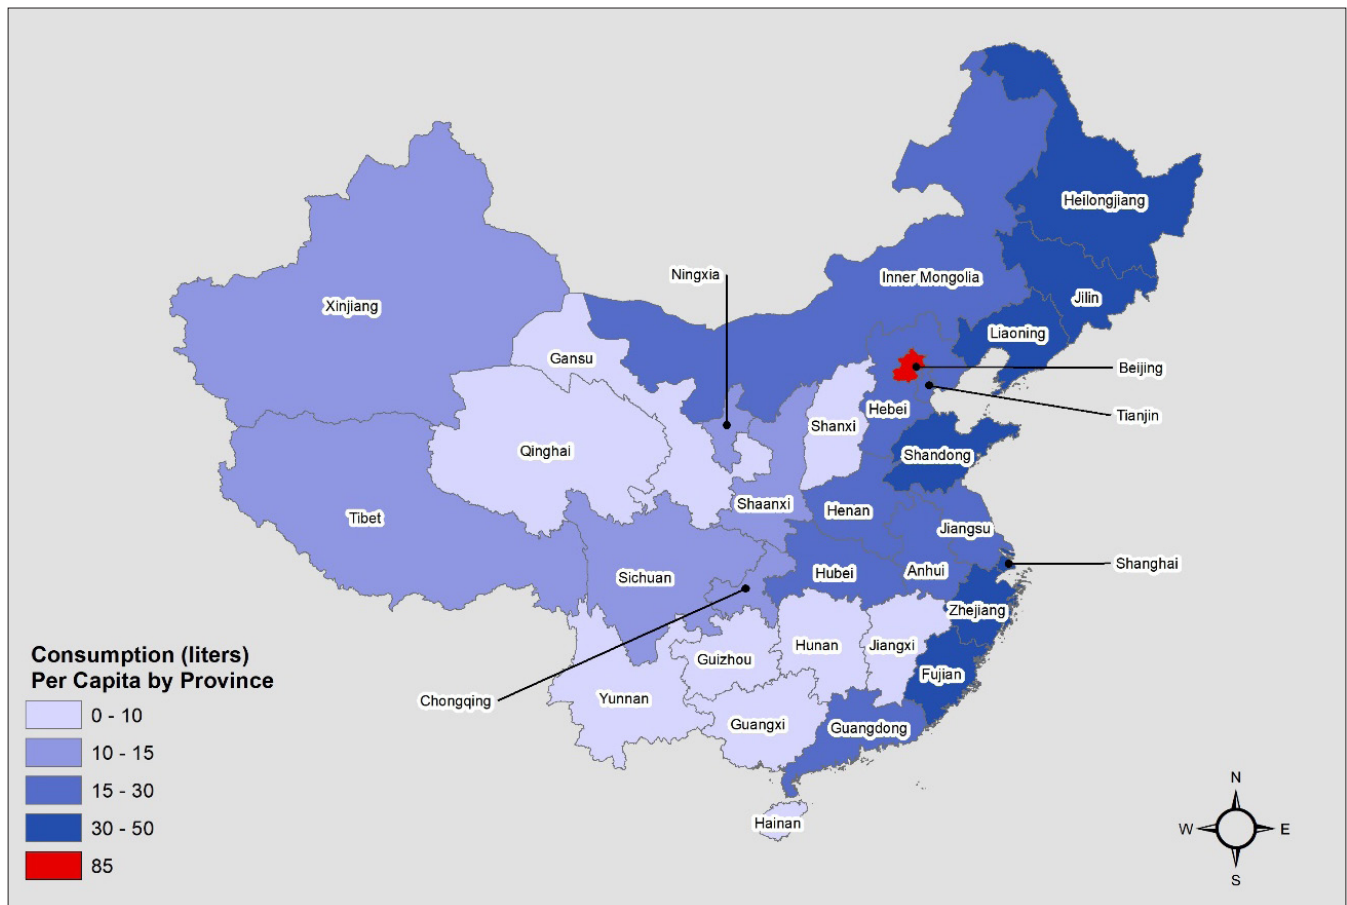 Heilongjiang
Ningxia
Inner Mongolia
Xinjiang
Jilin
Liaoning
Gansu
Beijing
Tianjin
Hebei
Shanxi
Qinghai
Shandong
Shaanxi
Henan
Tibet
Jiangsu
Shanghai
Sichuan
Hubei
Anhui
Zhejiang
Hunan
Jiangxi
Guizhou
Fujian
Yunnan
Chongqing
Guangxi
Guangdong
Hainan
Consumption (liters)
Per Capita by Province
0 - 10
10 - 15
15 - 30
30 - 50
85
N
W E
S